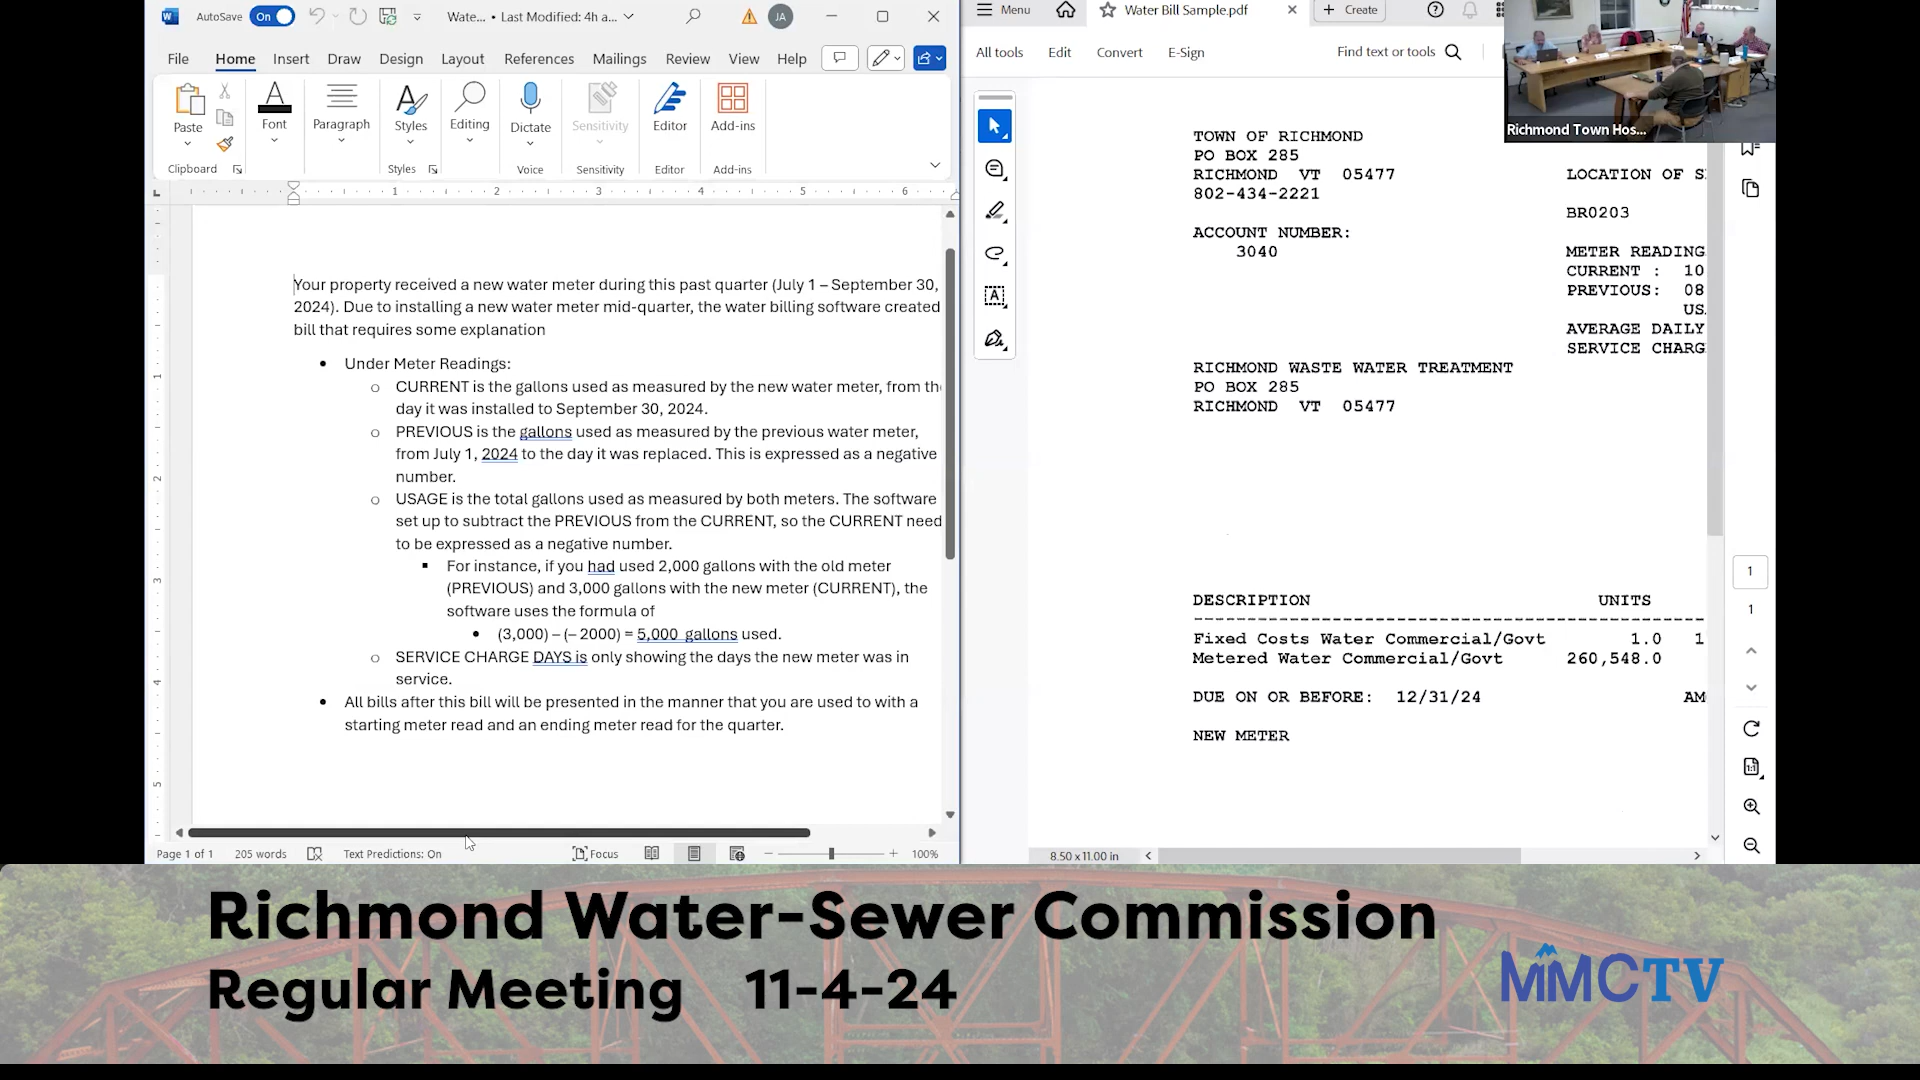 AutoSave On Wate... • Last Modified: 4h a... JA
File Home Insert Draw Design Layout References Mailings Review View Help
Paste Font Paragraph Styles Editing Dictate Sensitivity Editor Add-ins
Clipboard Styles Voice Sensitivity Editor Add-ins
1 2 3 4 5 6
Your property received a new water meter during this past quarter (July 1 – September 30,
2024). Due to installing a new water meter mid-quarter, the water billing software created
bill that requires some explanation
• Under Meter Readings:
o CURRENT is the gallons used as measured by the new water meter, from the
day it was installed to September 30, 2024.
o PREVIOUS is the gallons used as measured by the previous water meter,
from July 1, 2024 to the day it was replaced. This is expressed as a negative
number.
o USAGE is the total gallons used as measured by both meters. The software
set up to subtract the PREVIOUS from the CURRENT, so the CURRENT need
to be expressed as a negative number.
▪ For instance, if you had used 2,000 gallons with the old meter
(PREVIOUS) and 3,000 gallons with the new meter (CURRENT), the
software uses the formula of
• (3,000) – (– 2000) = 5,000 gallons used.
o SERVICE CHARGE DAYS is only showing the days the new meter was in
service.
• All bills after this bill will be presented in the manner that you are used to with a
starting meter read and an ending meter read for the quarter.
1
2
3
4
5
Page 1 of 1 205 words Text Predictions: On Focus 100%
Menu Water Bill Sample.pdf Create
All tools Edit Convert E-Sign Find text or tools
Richmond Town Hos...
TOWN OF RICHMOND
PO BOX 285
RICHMOND VT 05477 LOCATION OF S
802-434-2221
BR0203
ACCOUNT NUMBER:
3040 METER READING
CURRENT : 10
PREVIOUS: 08
US
AVERAGE DAILY
SERVICE CHARG
RICHMOND WASTE WATER TREATMENT
PO BOX 285
RICHMOND VT 05477
DESCRIPTION UNITS
Fixed Costs Water Commercial/Govt 1.0 1
Metered Water Commercial/Govt 260,548.0
DUE ON OR BEFORE: 12/31/24 AM
NEW METER
1
1
8.50 x 11.00 in
Richmond Water-Sewer Commission
Regular Meeting 11-4-24
MMCTV